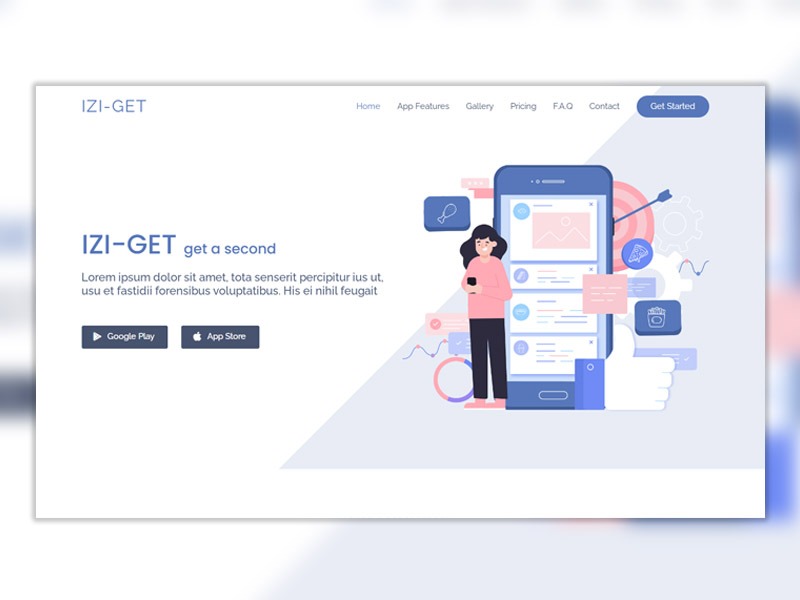 IZI-GET
Home App Features Gallery Pricing F.A.Q Contact Get Started
IZI-GET get a second
Lorem ipsum dolor sit amet, tota senserit percipitur ius ut,
usu et fastidii forensibus voluptatibus. His ei nihil feugait
Google Play App Store